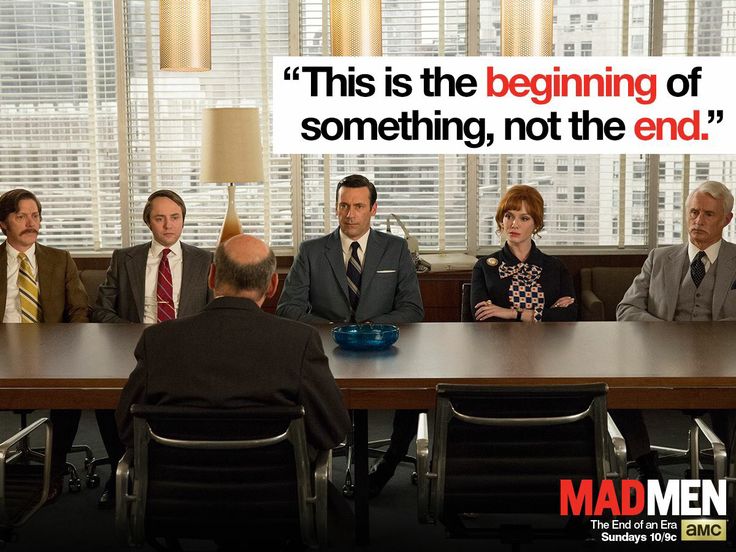 “This is the beginning of
something, not the end.”
MADMEN
The End of an Era
Sundays 10/9c
amc